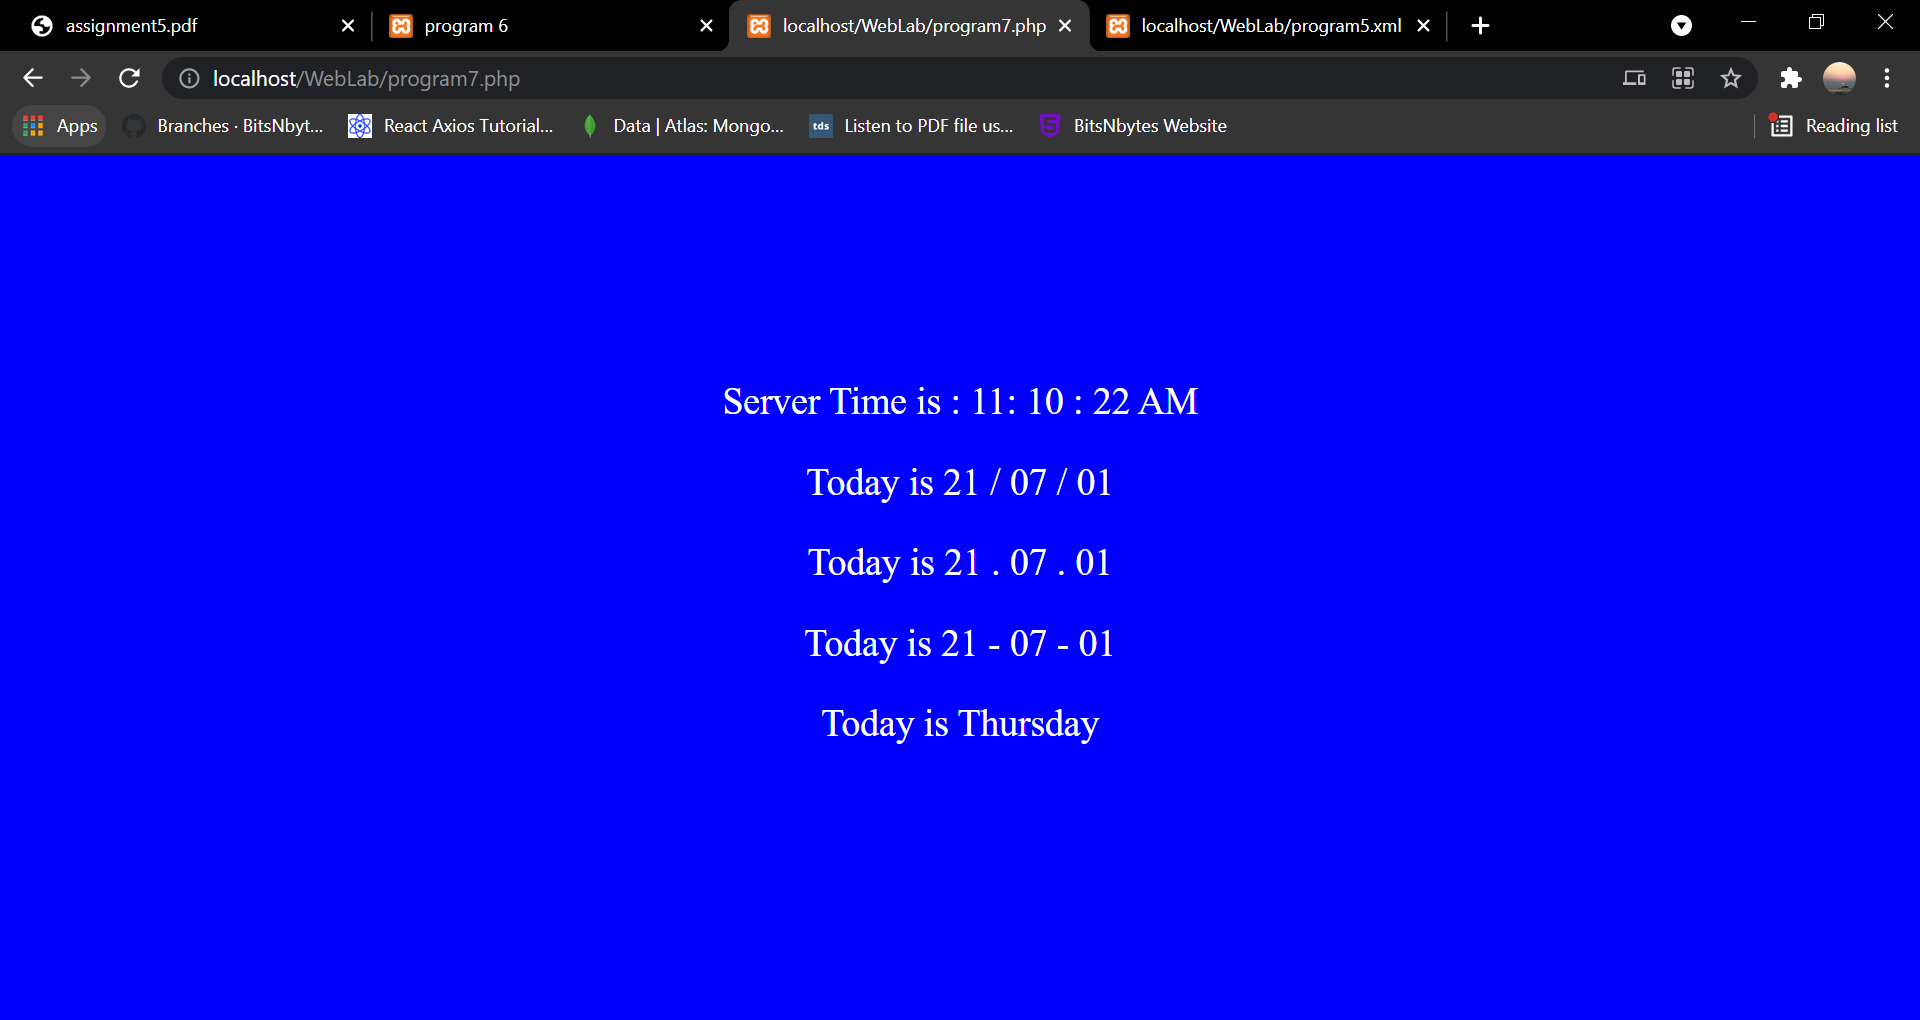 assignment5.pdf
program 6
localhost/WebLab/program7.php
localhost/WebLab/program5.xml
localhost/WebLab/program7.php
Apps
Branches · BitsNbyt...
React Axios Tutorial...
Data | Atlas: Mongo...
tds
Listen to PDF file us...
BitsNbytes Website
Reading list
Server Time is : 11: 10 : 22 AM
Today is 21 / 07 / 01
Today is 21 . 07 . 01
Today is 21 - 07 - 01
Today is Thursday